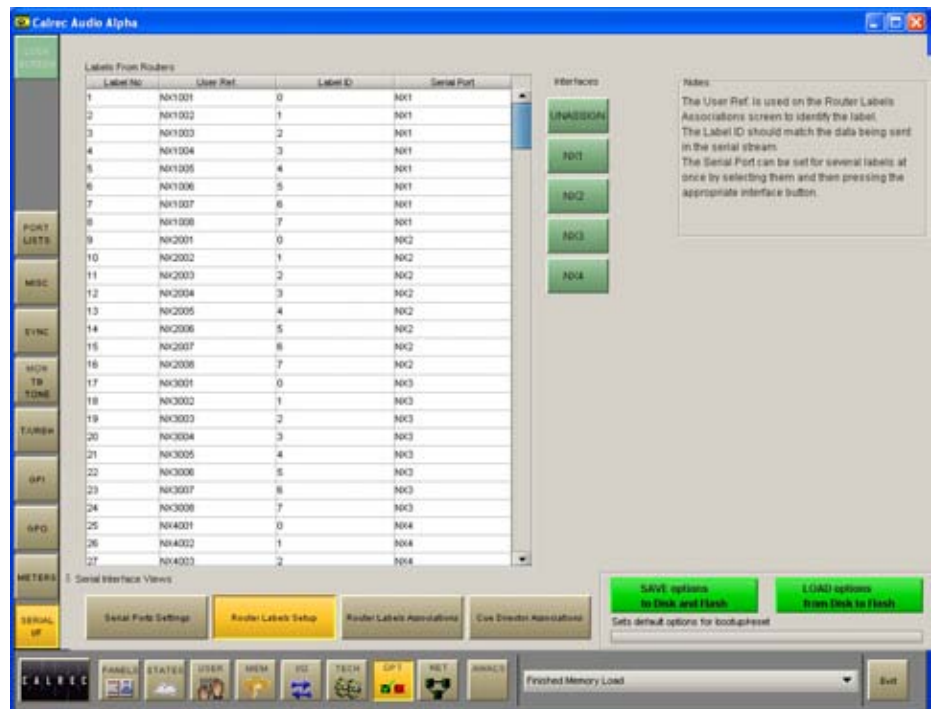 Calrec Audio Alpha
Labels From Routers
Label No User Ref. Label ID Serial Port
1 NX1001 0 NX1
2 NX1002 1 NX1
3 NX1003 2 NX1
4 NX1004 3 NX1
5 NX1005 4 NX1
6 NX1006 5 NX1
7 NX1007 6 NX1
8 NX1008 7 NX1
9 NX2001 0 NX2
10 NX2002 1 NX2
11 NX2003 2 NX2
12 NX2004 3 NX2
13 NX2005 4 NX2
14 NX2006 5 NX2
15 NX2007 6 NX2
16 NX2008 7 NX2
17 NX3001 0 NX3
18 NX3002 1 NX3
19 NX3003 2 NX3
20 NX3004 3 NX3
21 NX3005 4 NX3
22 NX3006 5 NX3
23 NX3007 6 NX3
24 NX3008 7 NX3
25 NX4001 0 NX4
26 NX4002 1 NX4
27 NX4003 2 NX4
Interfaces
UNASSIGN
NX1
NX2
NX3
NX4
Notes
The User Ref. is used on the Router Labels
Associations screen to identify the label.
The Label ID should match the data being sent
in the serial stream.
The Serial Port can be set for several labels at
once by selecting them and then pressing the
appropriate interface button.
PORT
LISTS
MISC
SYNC
MON
TB
TONE
GPI
GPO
METERS
SERIAL
I/F
Serial Interface Views
Serial Ports Settings
Router Labels Setup
Router Labels Associations
Cue Director Associations
SAVE options
to Disk and Flash
LOAD options
from Disk to Flash
Sets default options for bootup/reset
CALREC
PANELS
STATES
USER
MEM
I/O
TECH
OPT
NET
AWACS
Finished Memory Load
Exit